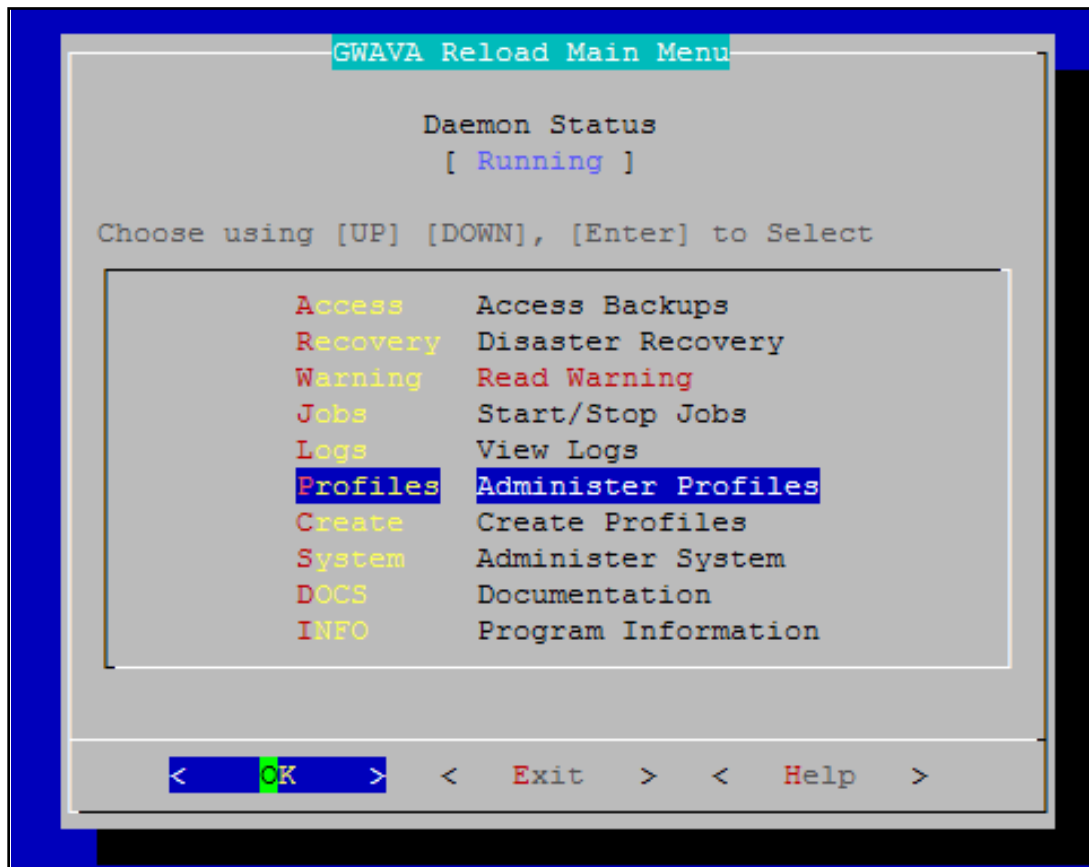 GWAVA Reload Main Menu
Daemon Status
[ Running ]
Choose using [UP] [DOWN], [Enter] to Select
Access Access Backups
Recovery Disaster Recovery
Warning Read Warning
Jobs Start/Stop Jobs
Logs View Logs
Profiles Administer Profiles
Create Create Profiles
System Administer System
DOCS Documentation
INFO Program Information
< OK > < Exit > < Help >